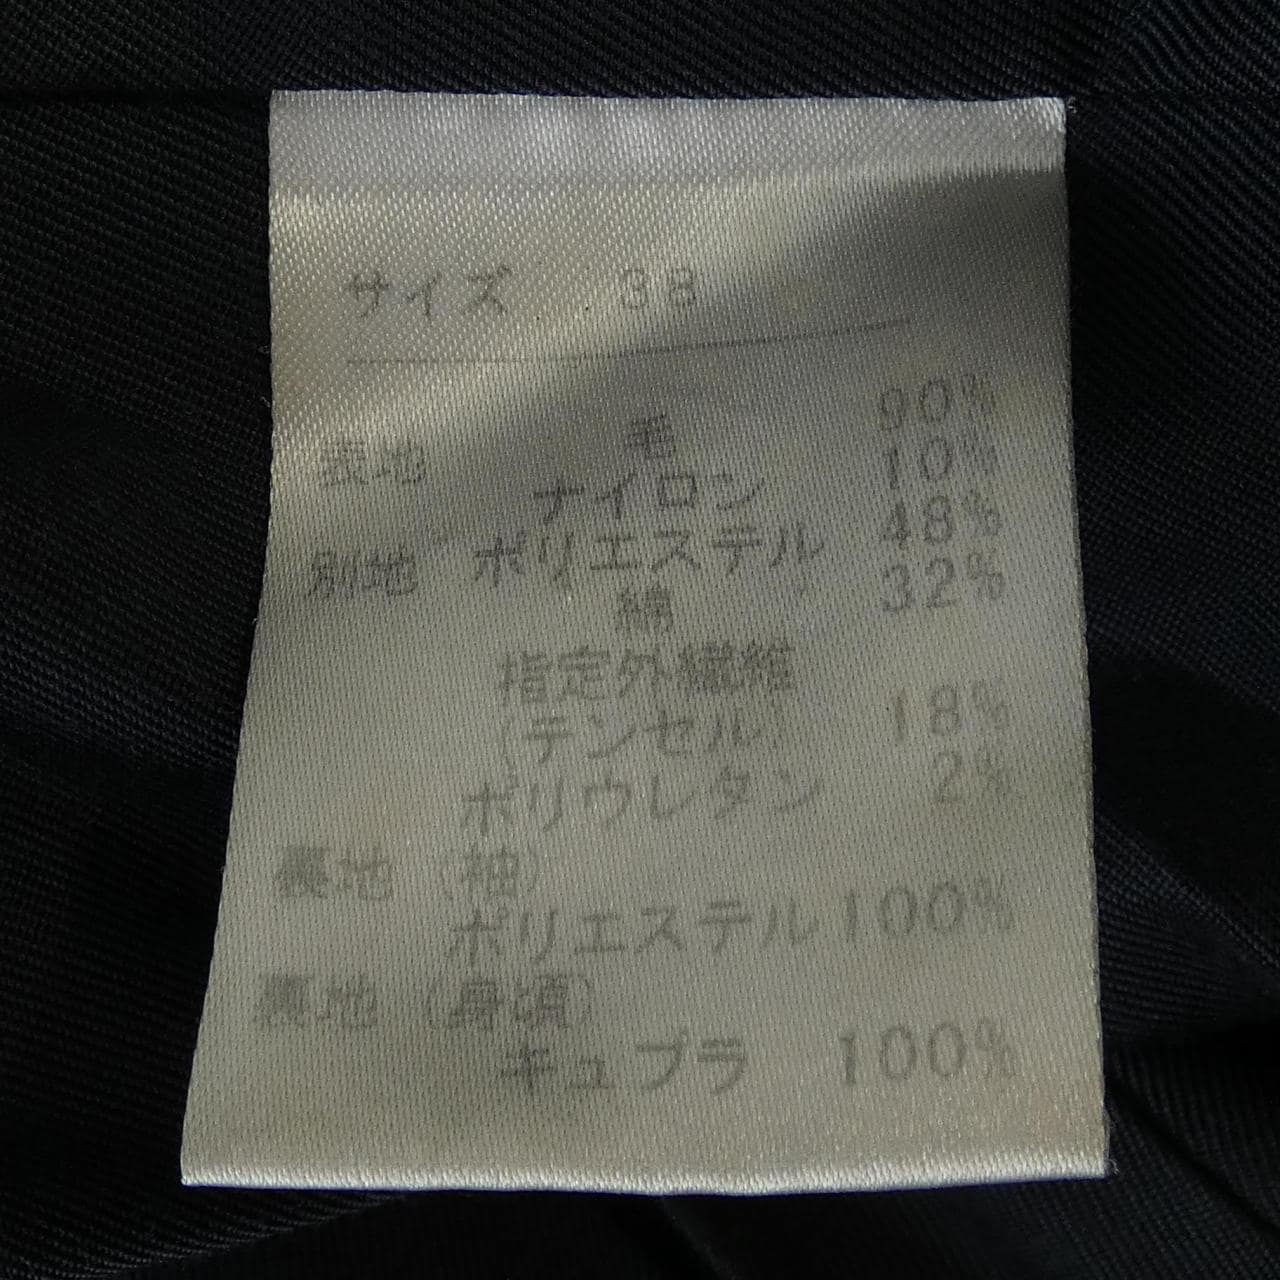 サイズ 38
表地 毛 90%
ナイロン 10%
別地 ポリエステル 48%
綿 32%
指定外繊維
(テンセル) 18%
ポリウレタン 2%
裏地 (袖)
ポリエステル 100%
裏地 (身頃)
キュプラ 100%